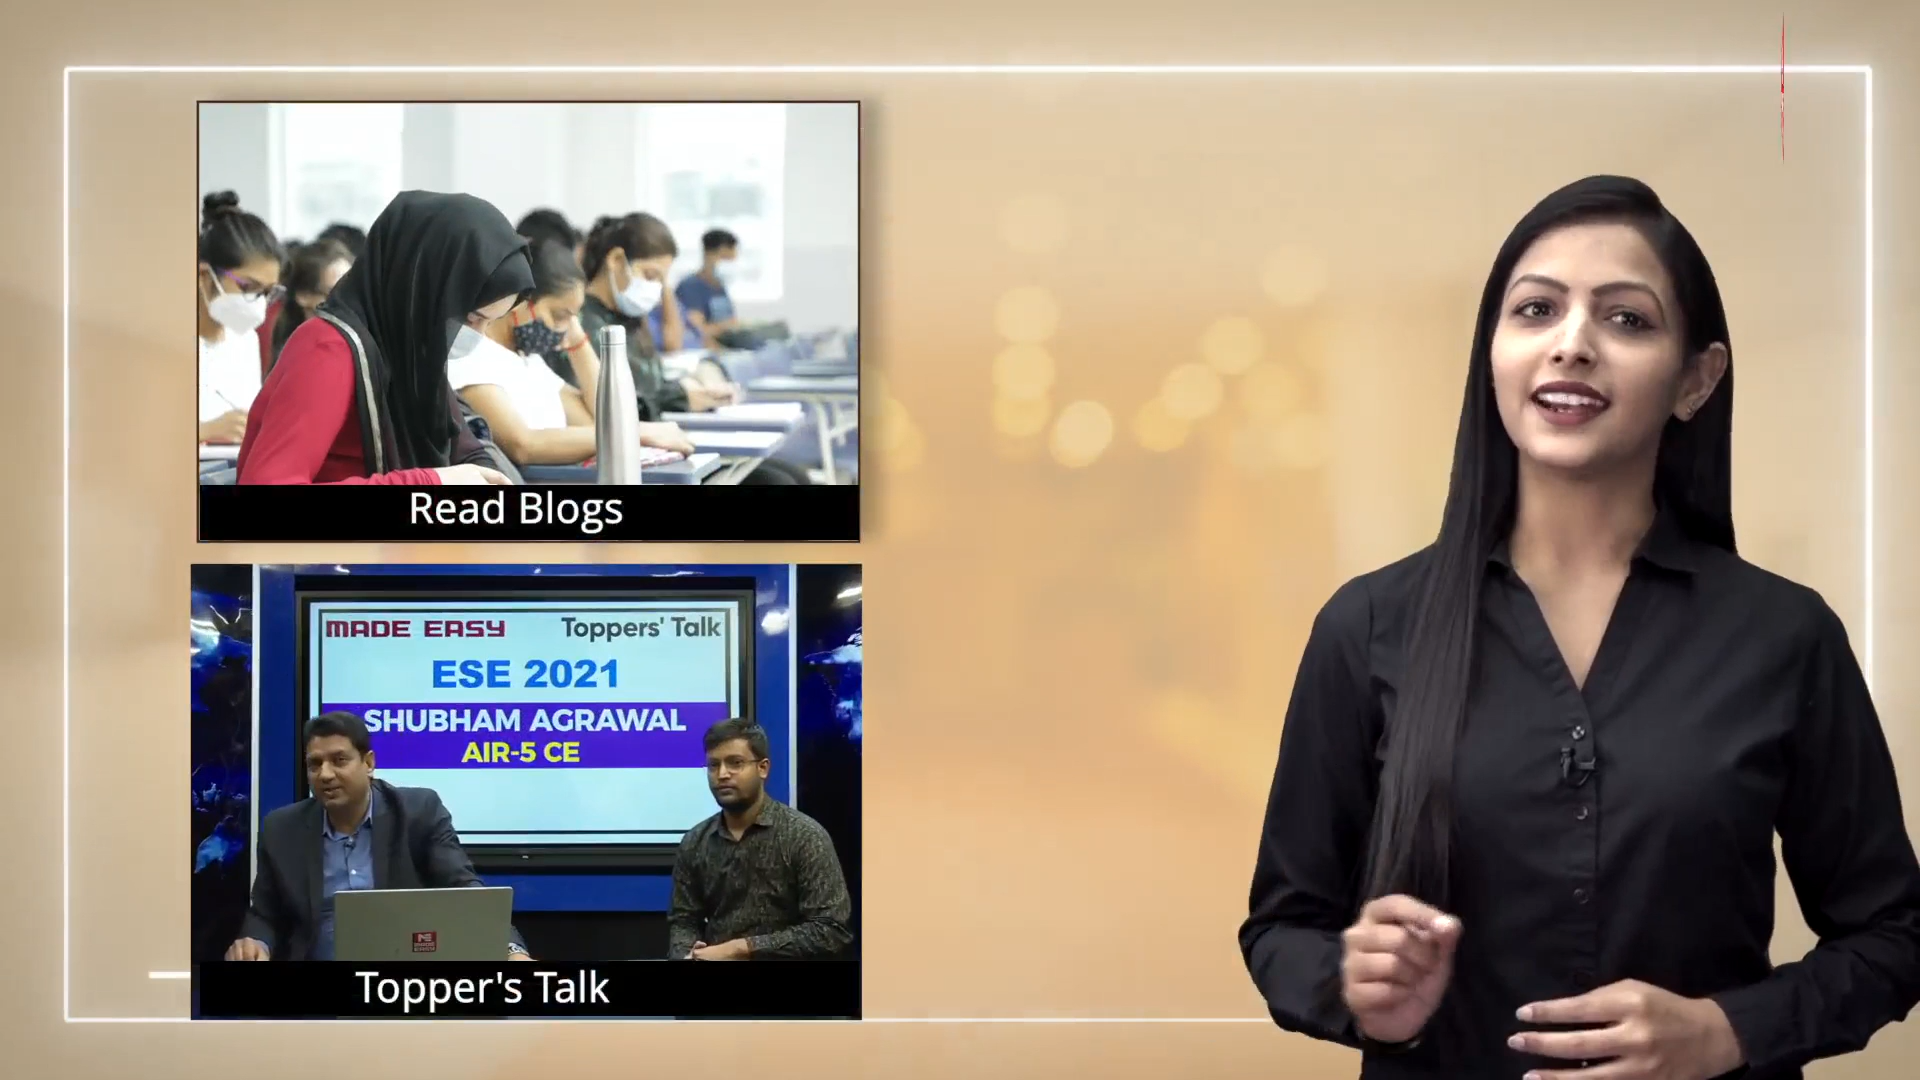 Read Blogs
MADE EASY Toppers' Talk
ESE 2021
SHUBHAM AGRAWAL
AIR-5 CE
Topper's Talk